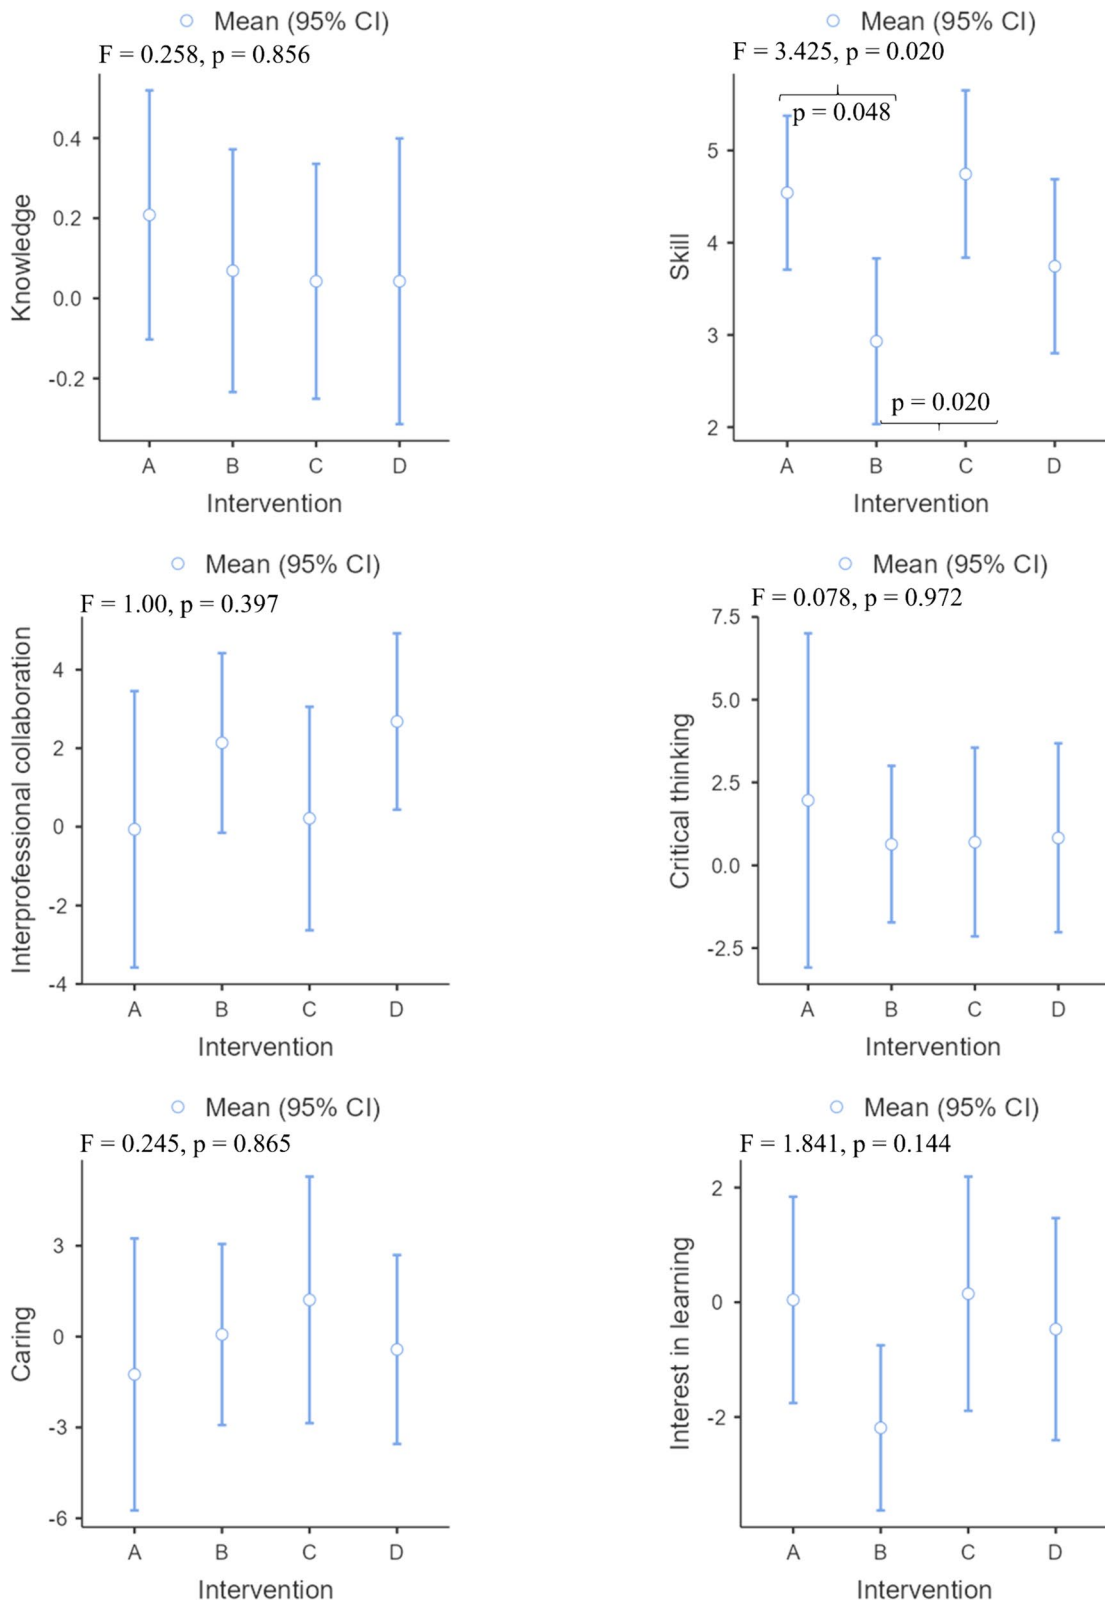 Mean (95% CI)
F = 0.258, p = 0.856
Knowledge
0.4
0.2
0.0
-0.2
A B C D
Intervention
Mean (95% CI)
F = 3.425, p = 0.020
p = 0.048
Skill
5
4
3
2
p = 0.020
A B C D
Intervention
Mean (95% CI)
F = 1.00, p = 0.397
Interprofessional collaboration
4
2
0
-2
-4
A B C D
Intervention
Mean (95% CI)
F = 0.078, p = 0.972
Critical thinking
7.5
5.0
2.5
0.0
-2.5
A B C D
Intervention
Mean (95% CI)
F = 0.245, p = 0.865
Caring
3
0
-3
-6
A B C D
Intervention
Mean (95% CI)
F = 1.841, p = 0.144
Interest in learning
2
0
-2
A B C D
Intervention